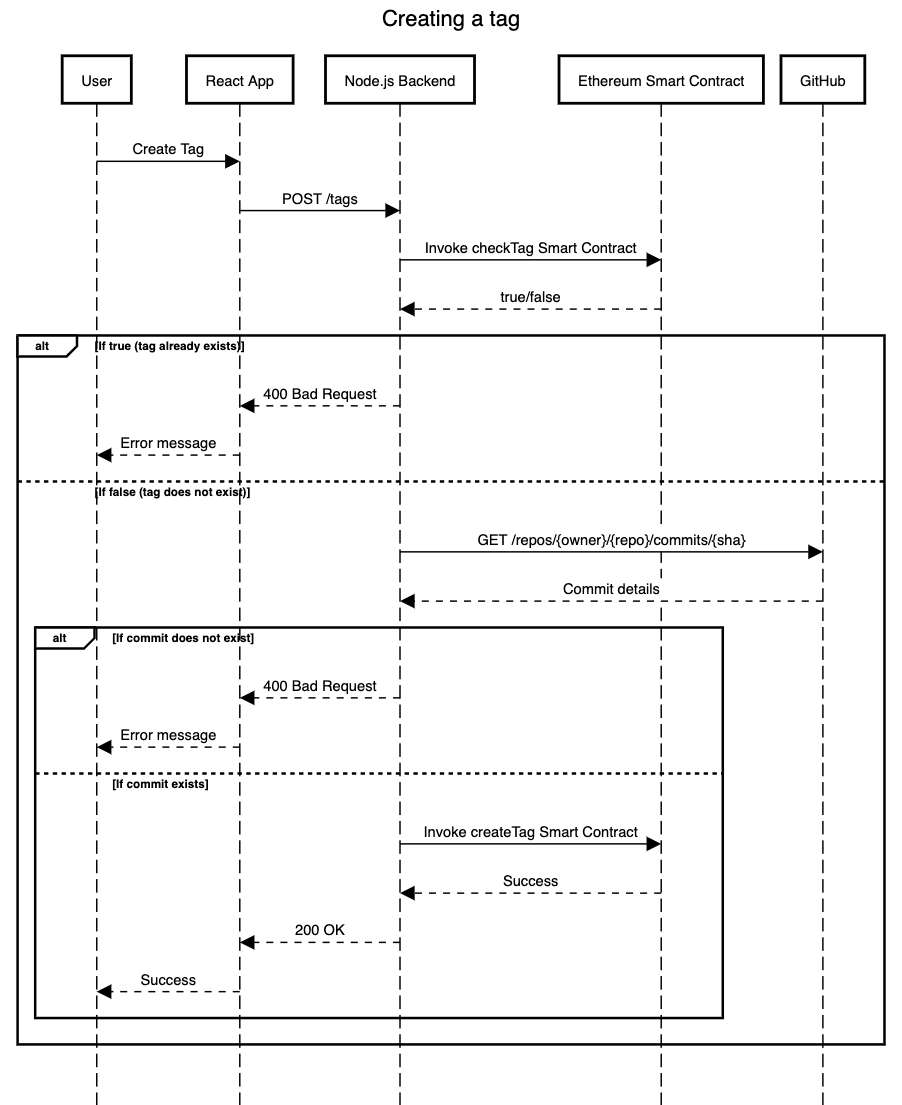 Creating a tag
User
React App
Node.js Backend
Ethereum Smart Contract
GitHub
Create Tag
POST /tags
Invoke checkTag Smart Contract
true/false
alt
[If true (tag already exists)]
400 Bad Request
Error message
[If false (tag does not exist)]
GET /repos/{owner}/{repo}/commits/{sha}
Commit details
alt
[If commit does not exist]
400 Bad Request
Error message
[If commit exists]
Invoke createTag Smart Contract
Success
200 OK
Success